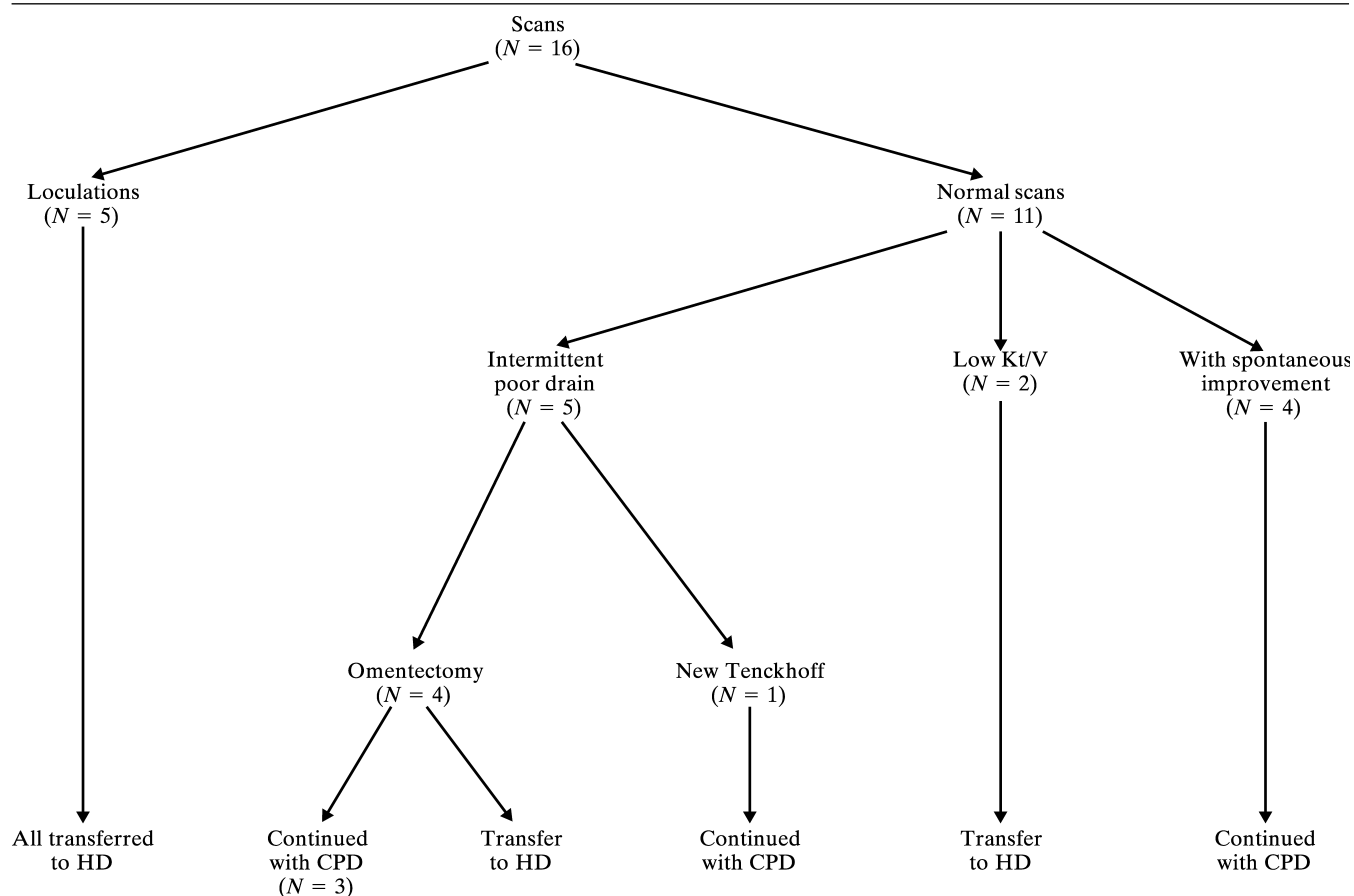 Scans
(N = 16)
Loculations
(N = 5)
Normal scans
(N = 11)
Intermittent
poor drain
(N = 5)
Low Kt/V
(N = 2)
With spontaneous
improvement
(N = 4)
Omentectomy
(N = 4)
New Tenckhoff
(N = 1)
All transferred
to HD
Continued
with CPD
(N = 3)
Transfer
to HD
Continued
with CPD
Transfer
to HD
Continued
with CPD